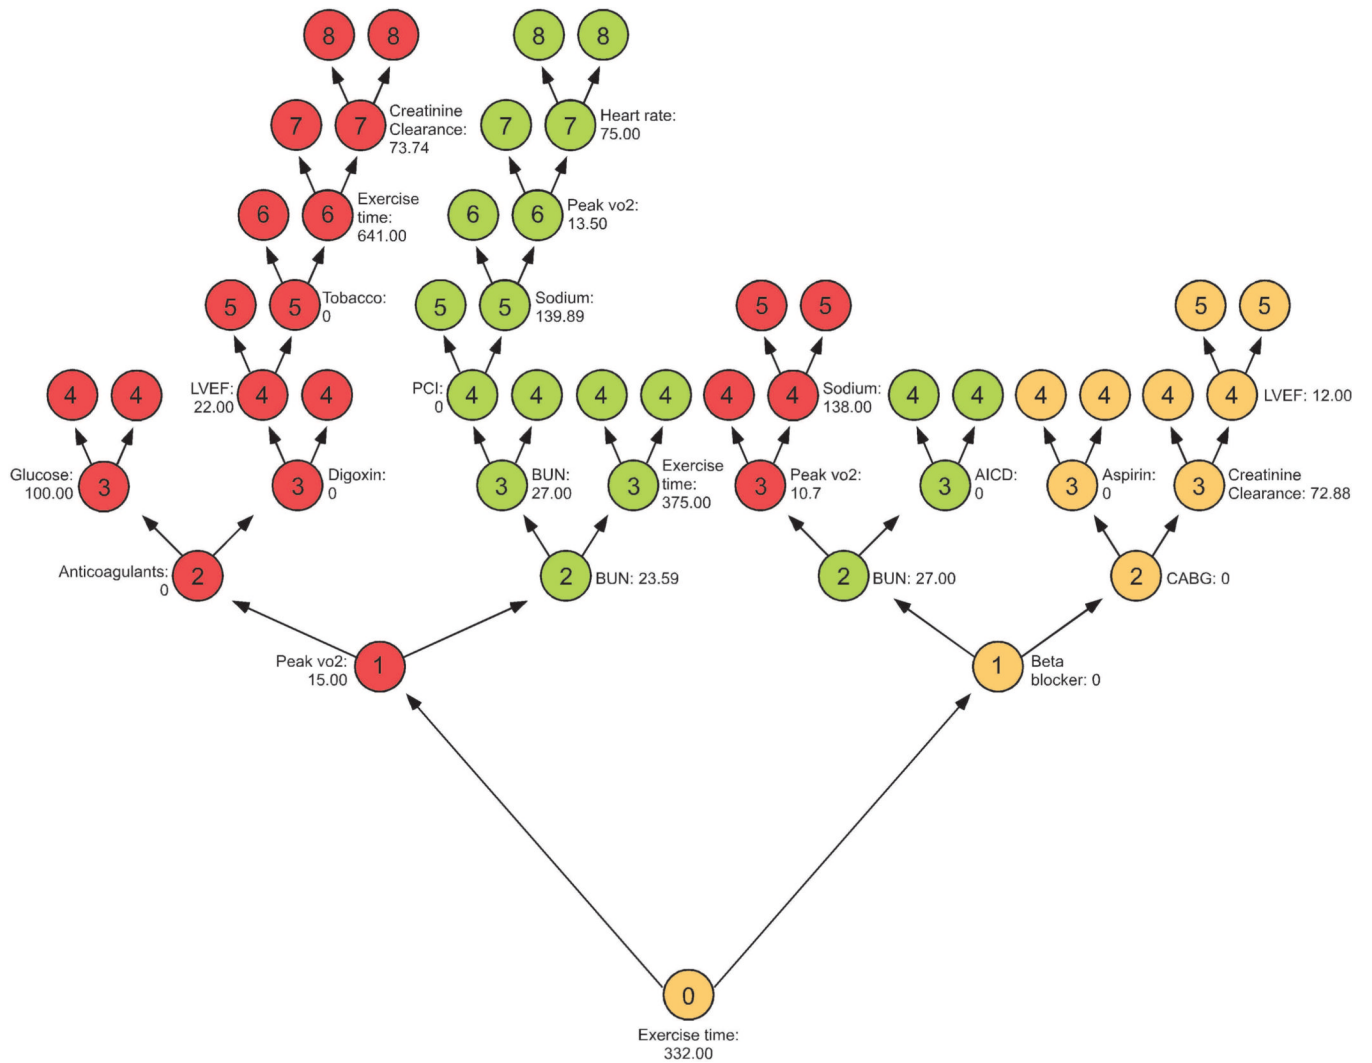 8 8 8 8
7 7 Creatinine
Clearance:
73.74
7 7 Heart rate:
75.00
6 6 Exercise
time:
641.00
6 6 Peak vo2:
13.50
5 5 Tobacco:
0
5 5 Sodium:
139.89
5 5
5 5
4 4
LVEF:
22.00
4 4
PCI:
0
4 4 4 4
4 4 Sodium:
138.00
4 4
4 4 4 4 LVEF: 12.00
Glucose:
100.00
3
3 Digoxin:
0
3 BUN:
27.00
3 Exercise
time:
375.00
3 Peak vo2:
10.7
3 AICD:
0
3 Aspirin:
0
3 Creatinine
Clearance: 72.88
Anticoagulants:
0
2
2 BUN: 23.59
2 BUN: 27.00
2 CABG: 0
Peak vo2:
15.00
1
1 Beta
blocker: 0
0
Exercise time:
332.00